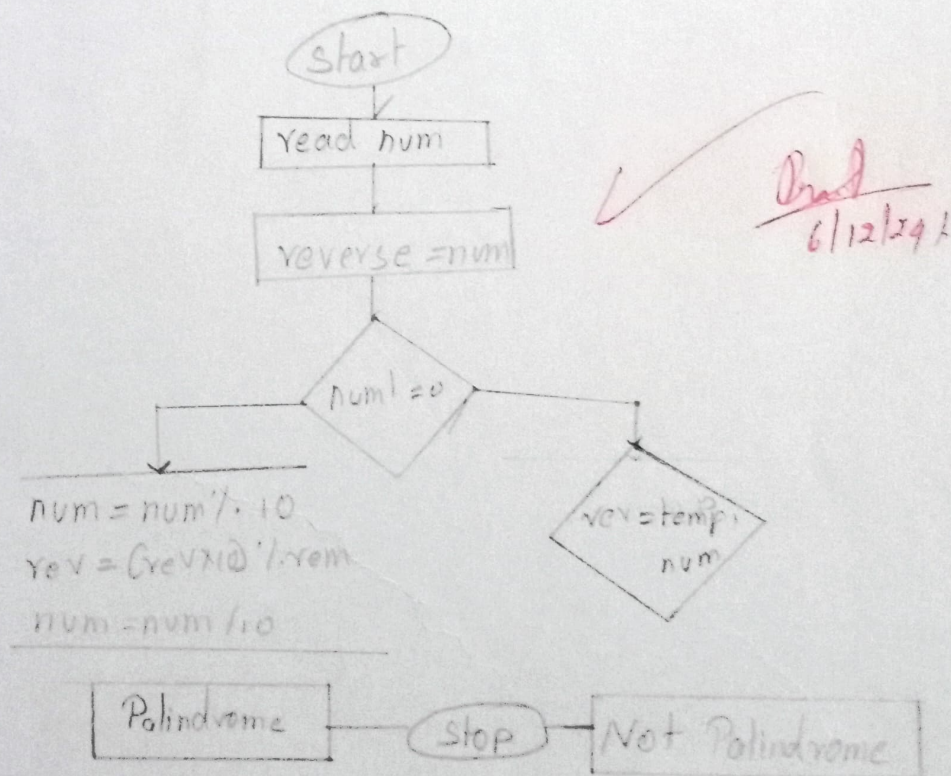 Start
read num
reverse = num
6/12/24
num! = 0
num = num % 10
rev = (rev×10) % rem
num = num / 10
rev = temp.
num
Palindrome
Stop
Not Palindrome